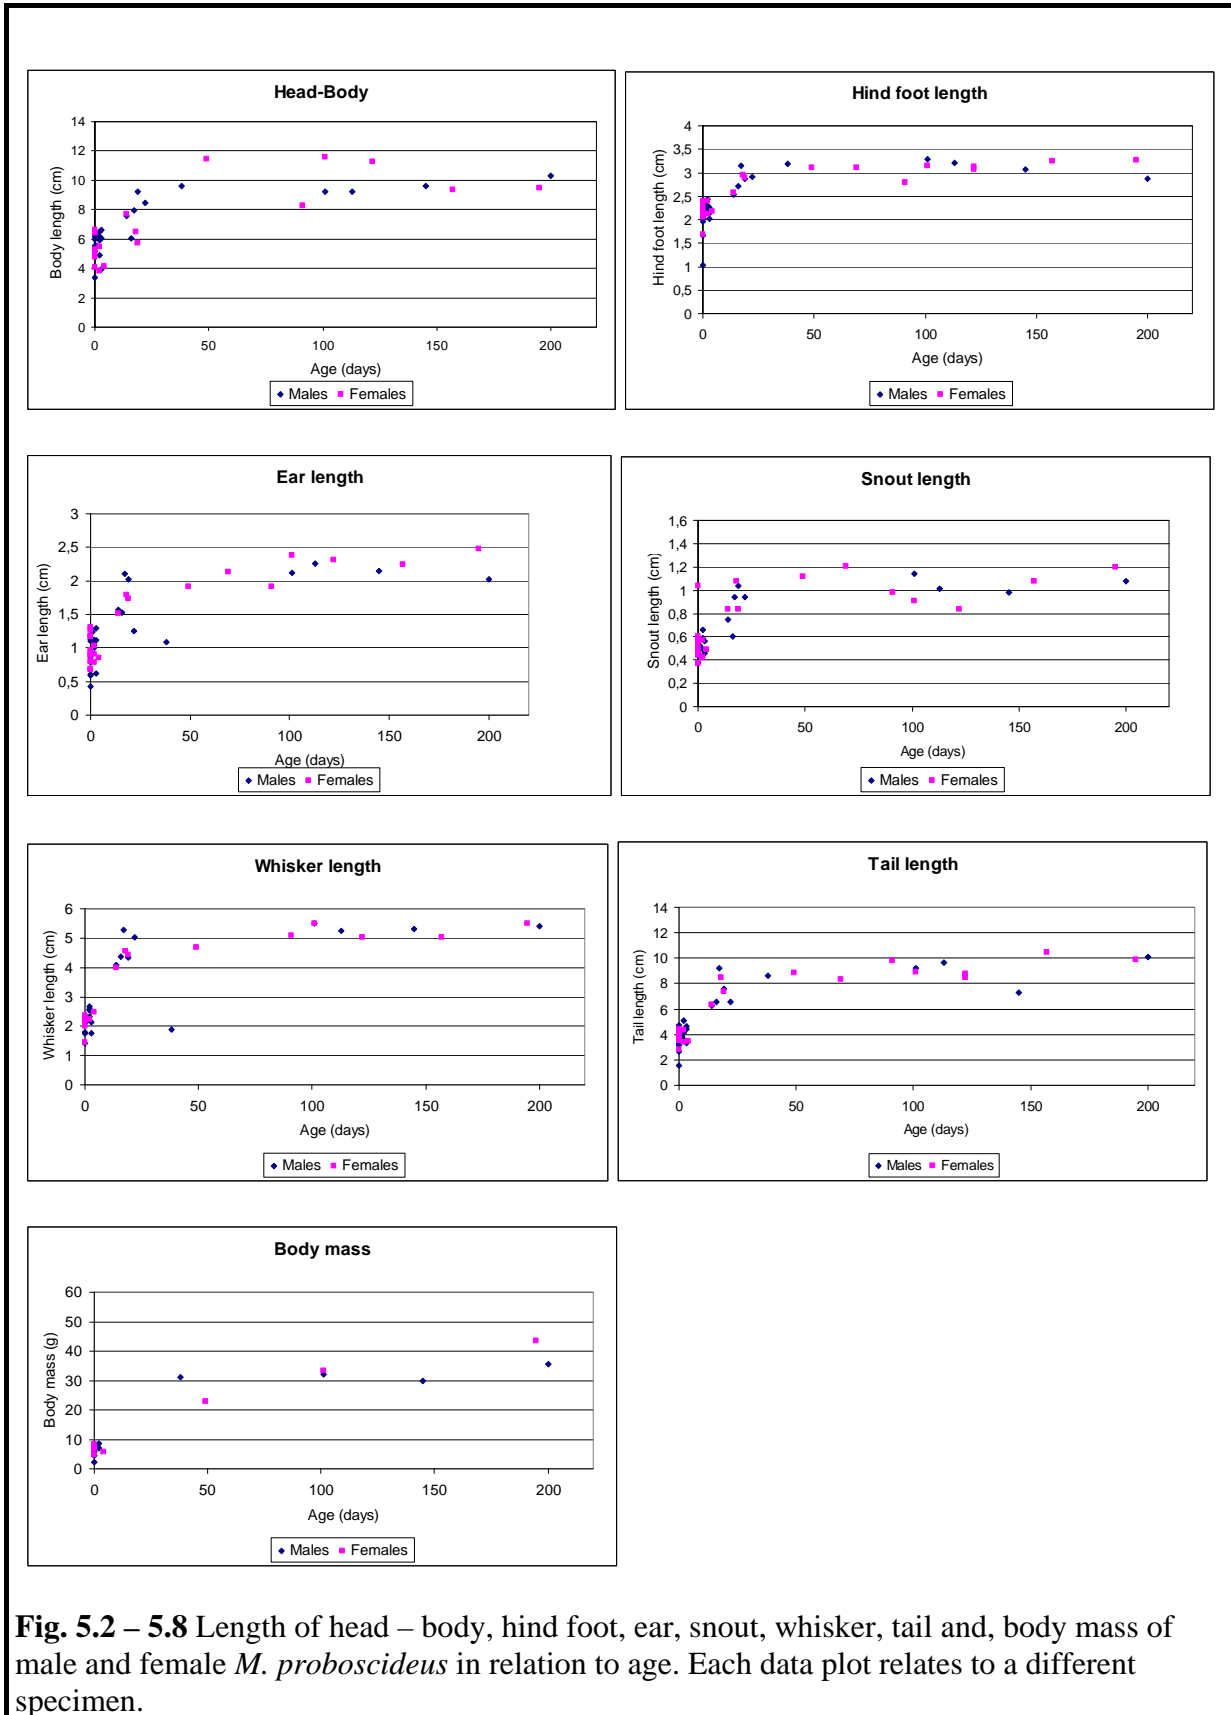 Head-Body
14
12
10
8
6
4
2
0
Body length (cm)
0 50 100 150 200
Age (days)
Males Females
Hind foot length
4
3,5
3
2,5
2
1,5
1
0,5
0
Hind foot length (cm)
0 50 100 150 200
Age (days)
Males Females
Ear length
3
2,5
2
1,5
1
0,5
0
Ear length (cm)
0 50 100 150 200
Age (days)
Males Females
Snout length
1,6
1,4
1,2
1
0,8
0,6
0,4
0,2
0
Snout length (cm)
0 50 100 150 200
Age (days)
Males Females
Whisker length
6
5
4
3
2
1
0
Whisker length (cm)
0 50 100 150 200
Age (days)
Males Females
Tail length
14
12
10
8
6
4
2
0
Tail length (cm)
0 50 100 150 200
Age (days)
Males Females
Body mass
60
50
40
30
20
10
0
Body mass (g)
0 50 100 150 200
Age (days)
Males Females
Fig. 5.2 – 5.8 Length of head – body, hind foot, ear, snout, whisker, tail and, body mass of
male and female M. proboscideus in relation to age. Each data plot relates to a different
specimen.